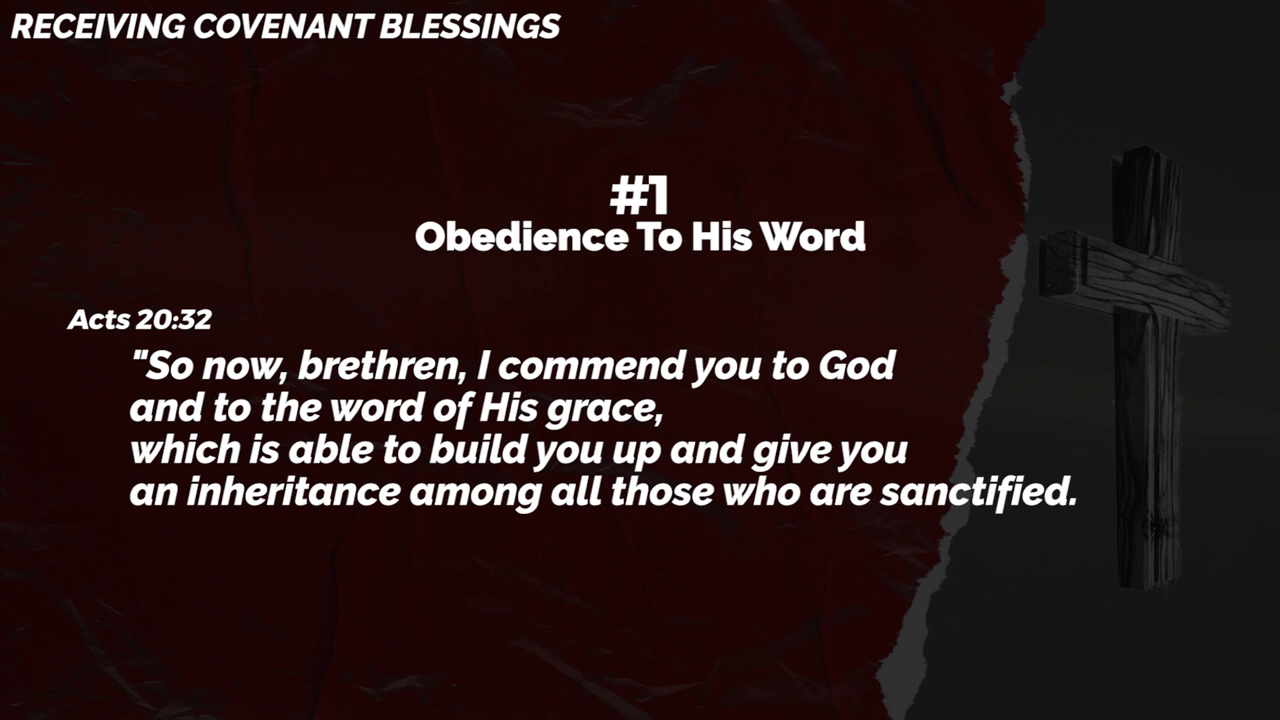 RECEIVING COVENANT BLESSINGS
#1
Obedience To His Word
Acts 20:32
"So now, brethren, I commend you to God
and to the word of His grace,
which is able to build you up and give you
an inheritance among all those who are sanctified.